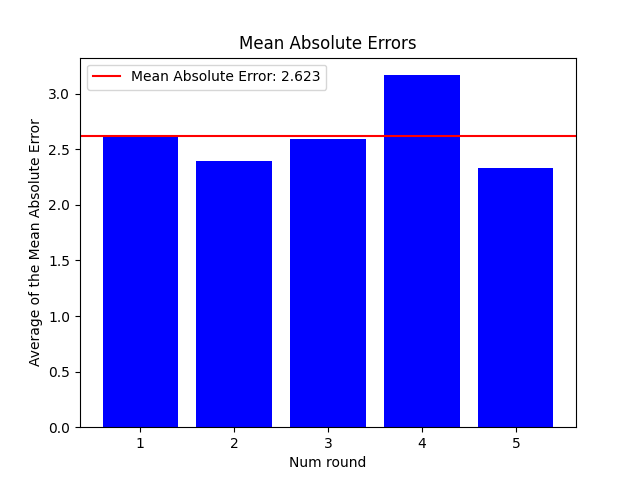 Mean Absolute Errors
Mean Absolute Error: 2.623
Average of the Mean Absolute Error
3.0
2.5
2.0
1.5
1.0
0.5
0.0
1 2 3 4 5
Num round